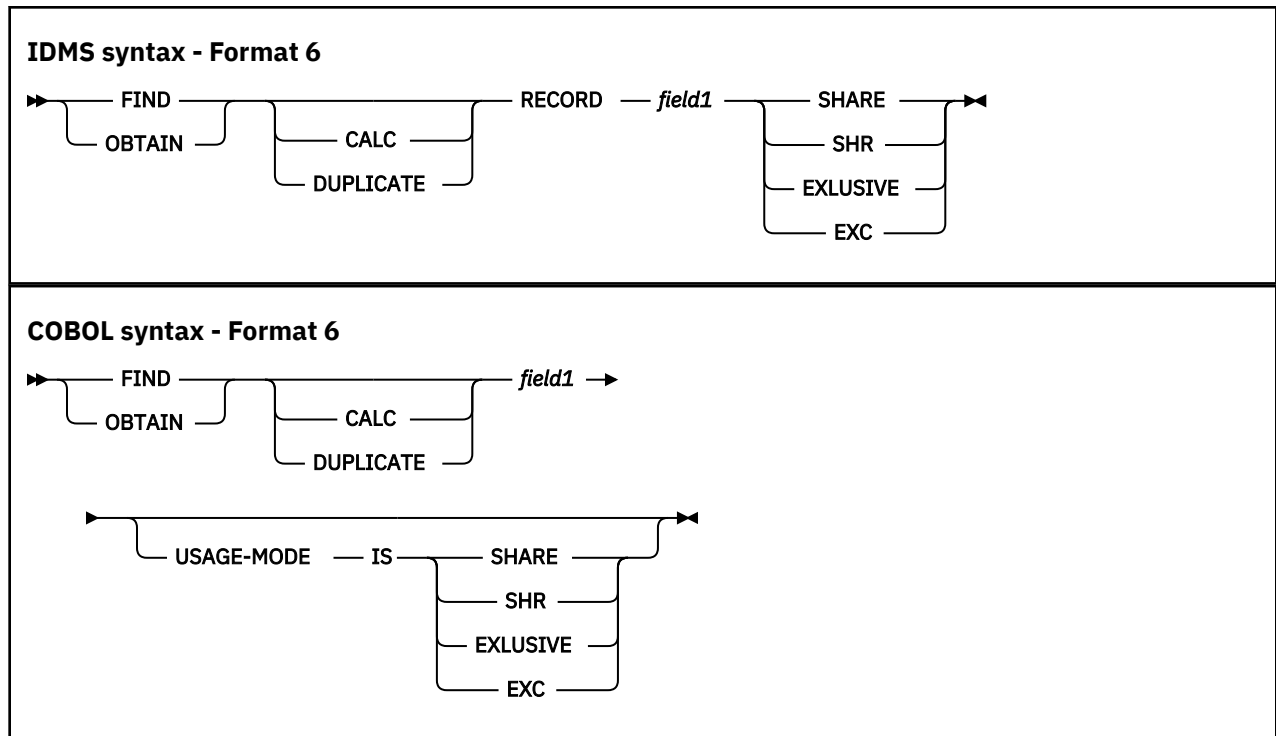 IDMS syntax - Format 6
FIND RECORD field1 SHARE
OBTAIN CALC SHR
DUPLICATE EXLUSIVE
EXC
COBOL syntax - Format 6
FIND field1
OBTAIN CALC
DUPLICATE
USAGE-MODE IS SHARE
SHR
EXLUSIVE
EXC